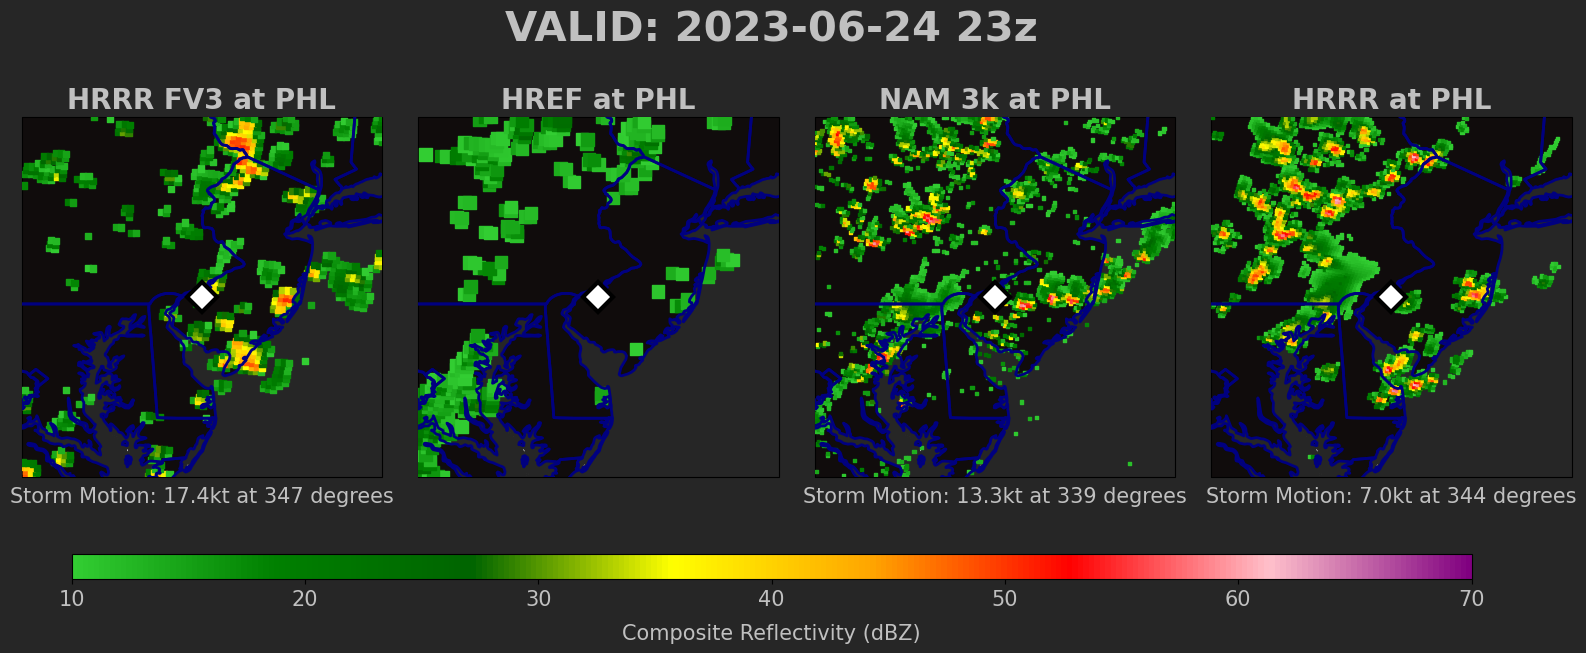 VALID: 2023-06-24 23z
HRRR FV3 at PHL
HREF at PHL
NAM 3k at PHL
HRRR at PHL
Storm Motion: 17.4kt at 347 degrees
Storm Motion: 13.3kt at 339 degrees
Storm Motion: 7.0kt at 344 degrees
10 20 30 40 50 60 70
Composite Reflectivity (dBZ)